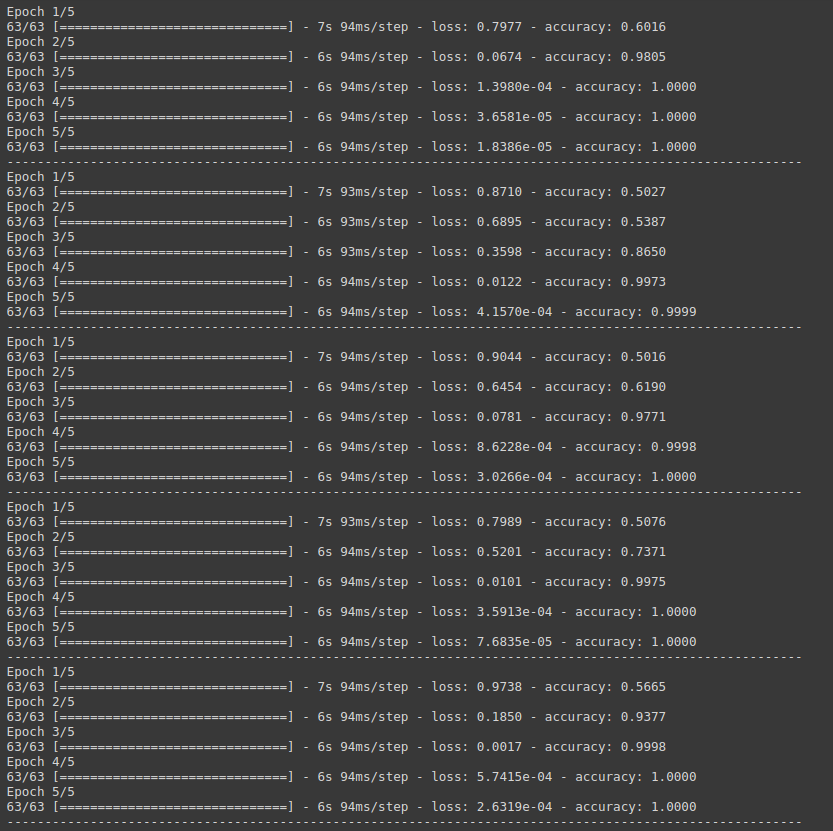 Epoch 1/5
63/63 [==============================] - 7s 94ms/step - loss: 0.7977 - accuracy: 0.6016
Epoch 2/5
63/63 [==============================] - 6s 94ms/step - loss: 0.0674 - accuracy: 0.9805
Epoch 3/5
63/63 [==============================] - 6s 94ms/step - loss: 1.3980e-04 - accuracy: 1.0000
Epoch 4/5
63/63 [==============================] - 6s 94ms/step - loss: 3.6581e-05 - accuracy: 1.0000
Epoch 5/5
63/63 [==============================] - 6s 94ms/step - loss: 1.8386e-05 - accuracy: 1.0000
---------------------------------------------------------------------------------------------------------
Epoch 1/5
63/63 [==============================] - 7s 93ms/step - loss: 0.8710 - accuracy: 0.5027
Epoch 2/5
63/63 [==============================] - 6s 93ms/step - loss: 0.6895 - accuracy: 0.5387
Epoch 3/5
63/63 [==============================] - 6s 93ms/step - loss: 0.3598 - accuracy: 0.8650
Epoch 4/5
63/63 [==============================] - 6s 94ms/step - loss: 0.0122 - accuracy: 0.9973
Epoch 5/5
63/63 [==============================] - 6s 94ms/step - loss: 4.1570e-04 - accuracy: 0.9999
---------------------------------------------------------------------------------------------------------
Epoch 1/5
63/63 [==============================] - 7s 94ms/step - loss: 0.9044 - accuracy: 0.5016
Epoch 2/5
63/63 [==============================] - 6s 94ms/step - loss: 0.6454 - accuracy: 0.6190
Epoch 3/5
63/63 [==============================] - 6s 94ms/step - loss: 0.0781 - accuracy: 0.9771
Epoch 4/5
63/63 [==============================] - 6s 94ms/step - loss: 8.6228e-04 - accuracy: 0.9998
Epoch 5/5
63/63 [==============================] - 6s 94ms/step - loss: 3.0266e-04 - accuracy: 1.0000
---------------------------------------------------------------------------------------------------------
Epoch 1/5
63/63 [==============================] - 7s 93ms/step - loss: 0.7989 - accuracy: 0.5076
Epoch 2/5
63/63 [==============================] - 6s 94ms/step - loss: 0.5201 - accuracy: 0.7371
Epoch 3/5
63/63 [==============================] - 6s 94ms/step - loss: 0.0101 - accuracy: 0.9975
Epoch 4/5
63/63 [==============================] - 6s 94ms/step - loss: 3.5913e-04 - accuracy: 1.0000
Epoch 5/5
63/63 [==============================] - 6s 94ms/step - loss: 7.6835e-05 - accuracy: 1.0000
---------------------------------------------------------------------------------------------------------
Epoch 1/5
63/63 [==============================] - 7s 94ms/step - loss: 0.9738 - accuracy: 0.5665
Epoch 2/5
63/63 [==============================] - 6s 94ms/step - loss: 0.1850 - accuracy: 0.9377
Epoch 3/5
63/63 [==============================] - 6s 94ms/step - loss: 0.0017 - accuracy: 0.9998
Epoch 4/5
63/63 [==============================] - 6s 94ms/step - loss: 5.7415e-04 - accuracy: 1.0000
Epoch 5/5
63/63 [==============================] - 6s 94ms/step - loss: 2.6319e-04 - accuracy: 1.0000
---------------------------------------------------------------------------------------------------------